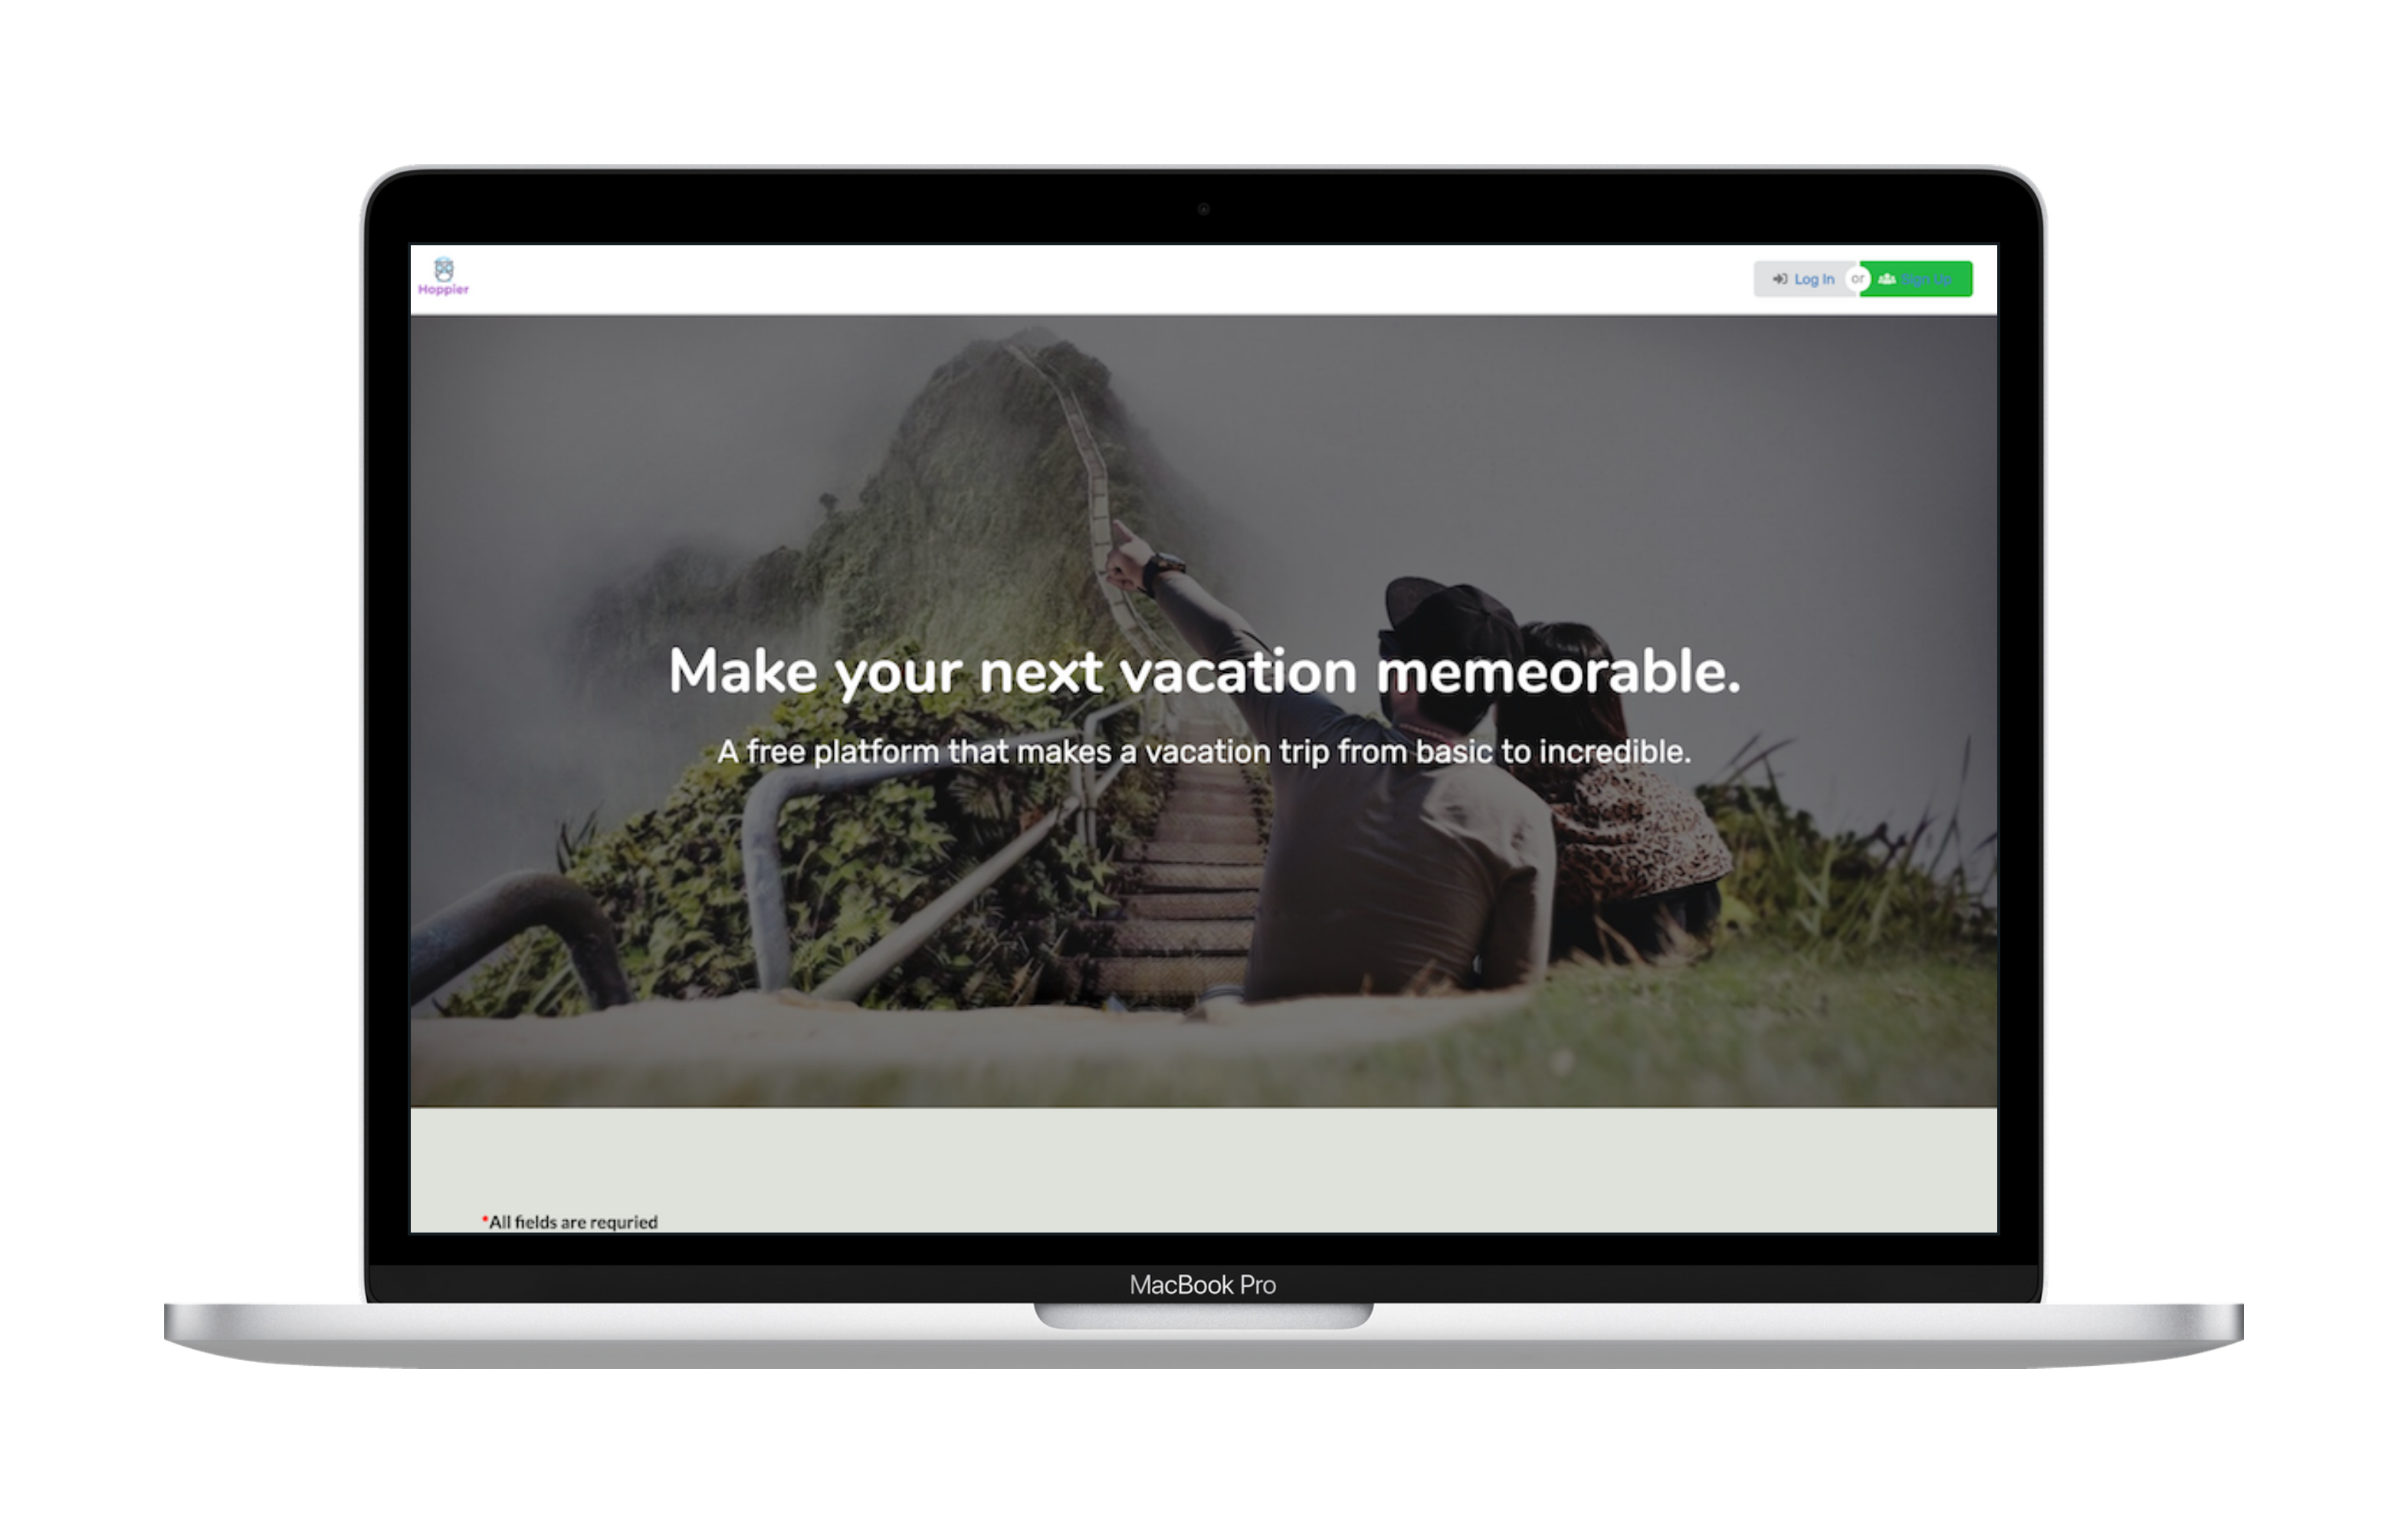 Hoppier
Log In or Sign Up
Make your next vacation memeorable.
A free platform that makes a vacation trip from basic to incredible.
*All fields are requried
MacBook Pro